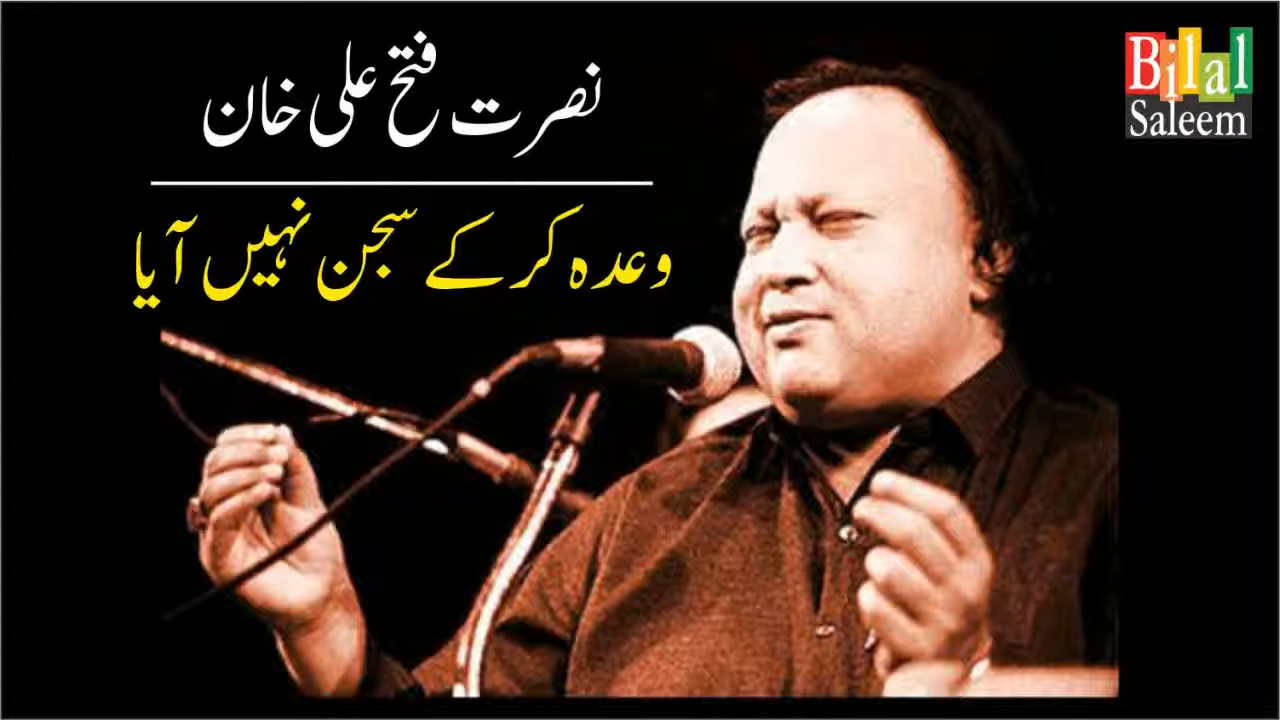 نصرت فتح علی خان
وعدہ کر کے سجن نہیں آیا
Bilal
Saleem